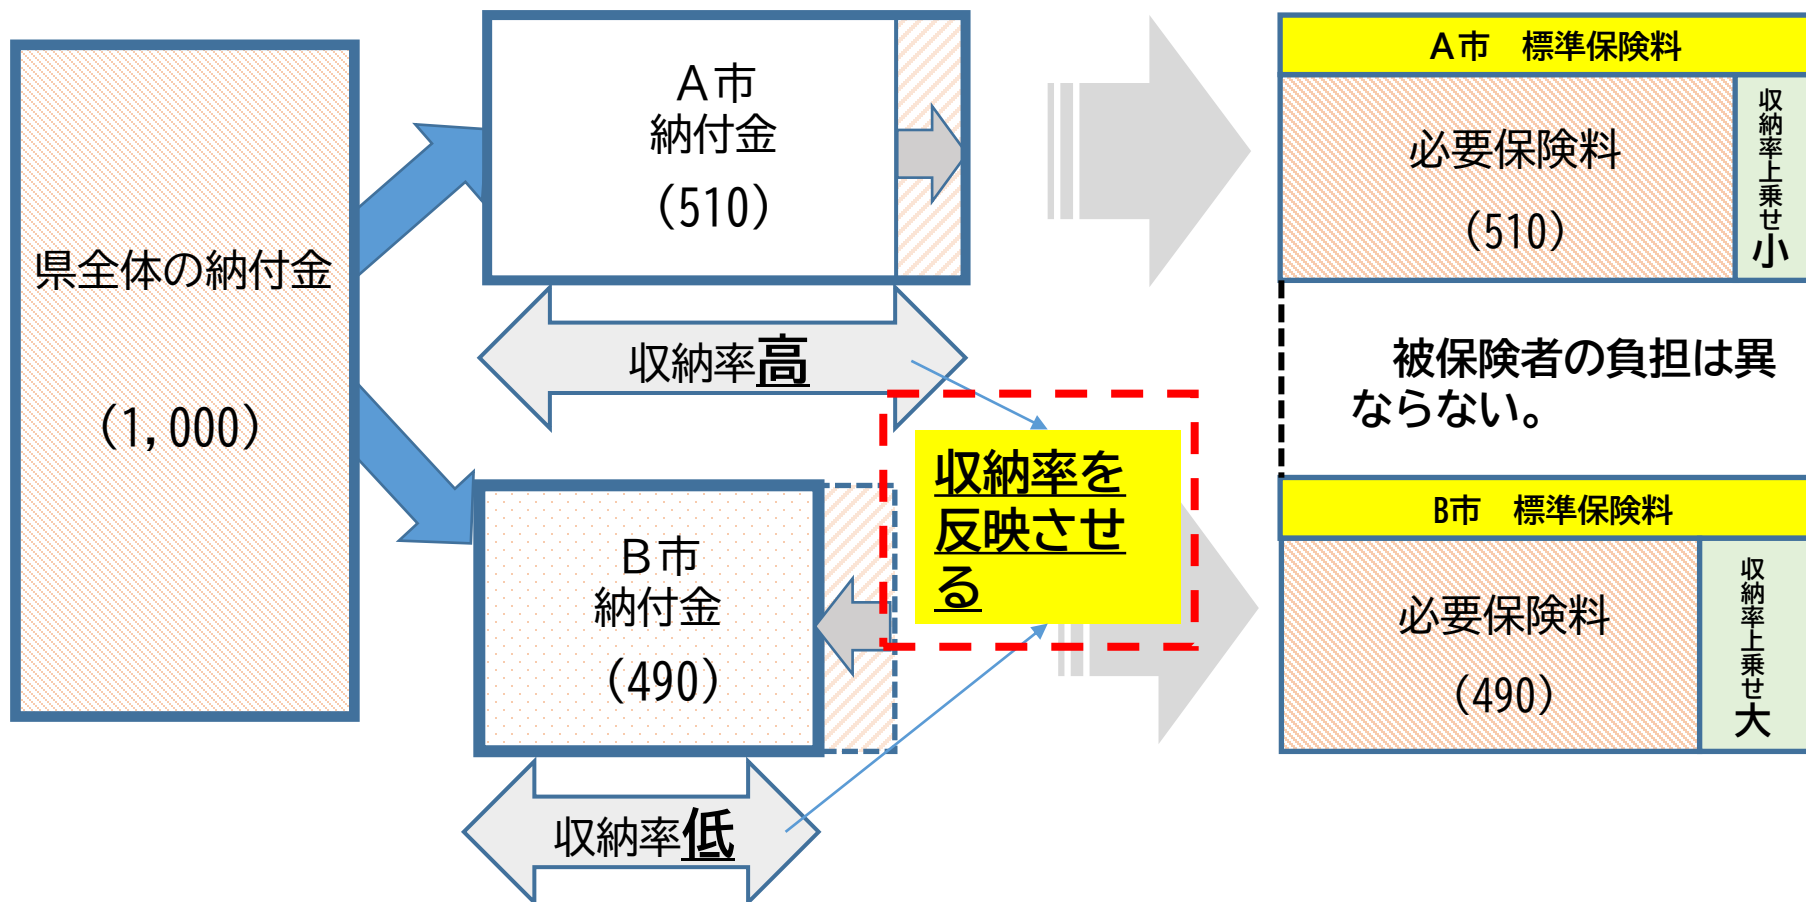 県全体の納付金
(1,000)
A市
納付金
(510)
収納率高
B市
納付金
(490)
収納率低
収納率を
反映させ
る
A市　標準保険料
必要保険料
(510)
収納率上乗せ小
被保険者の負担は異
ならない。
B市　標準保険料
必要保険料
(490)
収納率上乗せ大